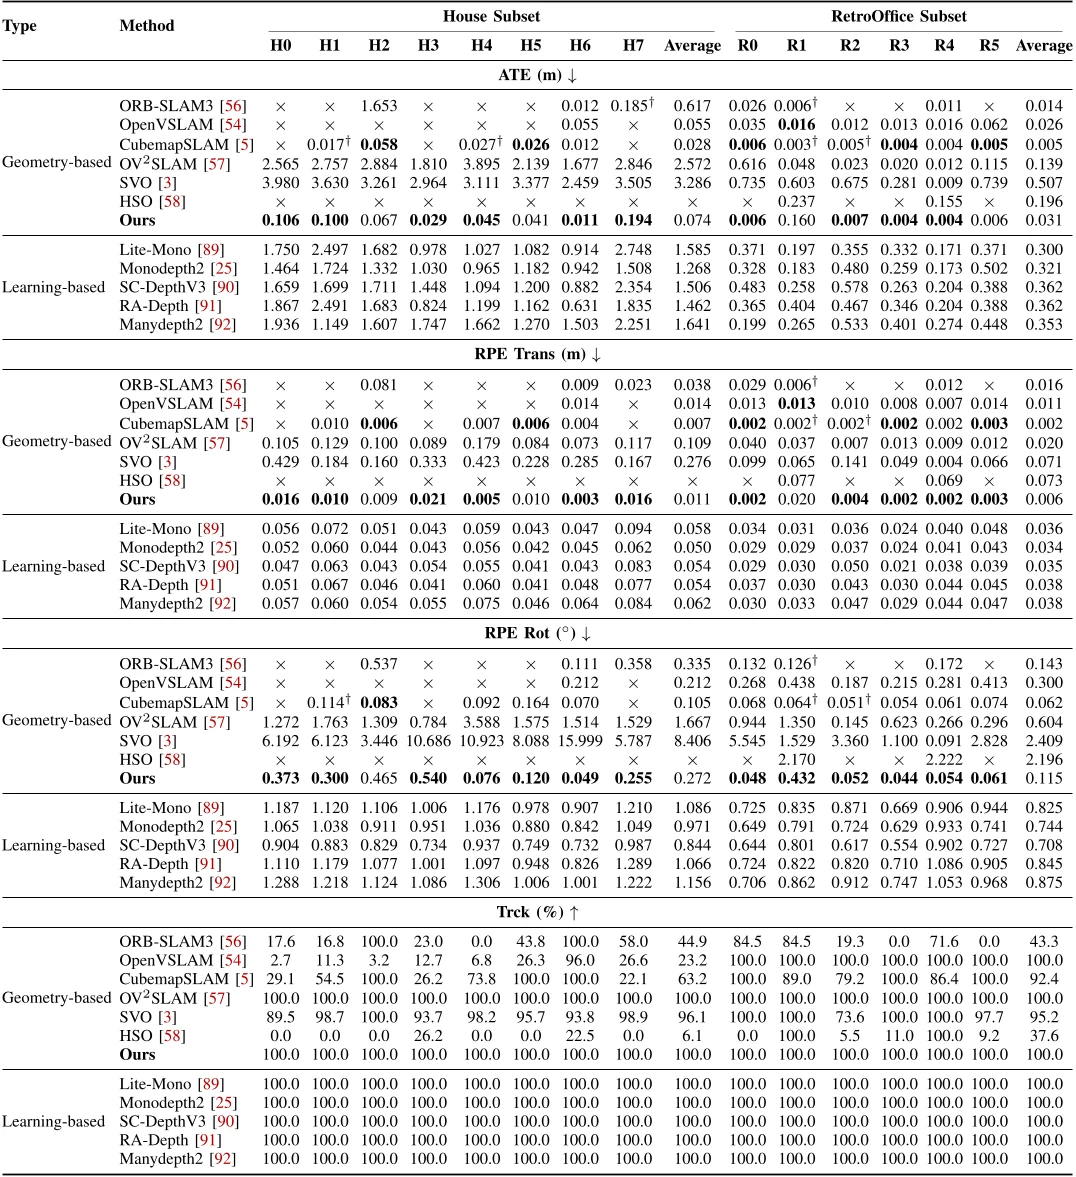 Type Method House Subset RetroOffice Subset
H0 H1 H2 H3 H4 H5 H6 H7 Average R0 R1 R2 R3 R4 R5 Average
ATE (m) ↓
Geometry-based
ORB-SLAM3 [56] × × 1.653 × × × 0.012 0.185† 0.617 0.026 0.006† × × 0.011 × 0.014
OpenVSLAM [54] × × × × × × 0.055 × 0.055 0.035 0.016 0.012 0.013 0.016 0.062 0.026
CubemapSLAM [5] × 0.017† 0.058 × 0.027† 0.026 0.012 × 0.028 0.006 0.003† 0.005† 0.004 0.004 0.005 0.005
OV²SLAM [57] 2.565 2.757 2.884 1.810 3.895 2.139 1.677 2.846 2.572 0.616 0.048 0.023 0.020 0.012 0.115 0.139
SVO [3] 3.980 3.630 3.261 2.964 3.111 3.377 2.459 3.505 3.286 0.735 0.603 0.675 0.281 0.009 0.739 0.507
HSO [58] × × × × × × × × × × 0.237 × × 0.155 × 0.196
Ours 0.106 0.100 0.067 0.029 0.045 0.041 0.011 0.194 0.074 0.006 0.160 0.007 0.004 0.004 0.006 0.031
Learning-based
Lite-Mono [89] 1.750 2.497 1.682 0.978 1.027 1.082 0.914 2.748 1.585 0.371 0.197 0.355 0.332 0.171 0.371 0.300
Monodepth2 [25] 1.464 1.724 1.332 1.030 0.965 1.182 0.942 1.508 1.268 0.328 0.183 0.480 0.259 0.173 0.502 0.321
SC-DepthV3 [90] 1.659 1.699 1.711 1.448 1.094 1.200 0.882 2.354 1.506 0.483 0.258 0.578 0.263 0.204 0.388 0.362
RA-Depth [91] 1.867 2.491 1.683 0.824 1.199 1.162 0.631 1.835 1.462 0.365 0.404 0.467 0.346 0.204 0.388 0.362
Manydepth2 [92] 1.936 1.149 1.607 1.747 1.662 1.270 1.503 2.251 1.641 0.199 0.265 0.533 0.401 0.274 0.448 0.353
RPE Trans (m) ↓
Geometry-based
ORB-SLAM3 [56] × × 0.081 × × × 0.009 0.023 0.038 0.029 0.006† × × 0.012 × 0.016
OpenVSLAM [54] × × × × × × 0.014 × 0.014 0.013 0.013 0.010 0.008 0.007 0.014 0.011
CubemapSLAM [5] × 0.010 0.006 × 0.007 0.006 0.004 × 0.007 0.002 0.002† 0.002† 0.002 0.002 0.003 0.002
OV²SLAM [57] 0.105 0.129 0.100 0.089 0.179 0.084 0.073 0.117 0.109 0.040 0.037 0.007 0.013 0.009 0.012 0.020
SVO [3] 0.429 0.184 0.160 0.333 0.423 0.228 0.285 0.167 0.276 0.099 0.065 0.141 0.049 0.004 0.066 0.071
HSO [58] × × × × × × × × × × 0.077 × × 0.069 × 0.073
Ours 0.016 0.010 0.009 0.021 0.005 0.010 0.003 0.016 0.011 0.002 0.020 0.004 0.002 0.002 0.003 0.006
Learning-based
Lite-Mono [89] 0.056 0.072 0.051 0.043 0.059 0.043 0.047 0.094 0.058 0.034 0.031 0.036 0.024 0.040 0.048 0.036
Monodepth2 [25] 0.052 0.060 0.044 0.043 0.056 0.042 0.045 0.062 0.050 0.029 0.029 0.037 0.024 0.041 0.043 0.034
SC-DepthV3 [90] 0.047 0.063 0.043 0.054 0.055 0.041 0.043 0.083 0.054 0.029 0.030 0.050 0.021 0.038 0.039 0.035
RA-Depth [91] 0.051 0.067 0.046 0.041 0.060 0.041 0.048 0.077 0.054 0.037 0.030 0.043 0.030 0.044 0.045 0.038
Manydepth2 [92] 0.057 0.060 0.054 0.055 0.075 0.046 0.064 0.084 0.062 0.030 0.033 0.047 0.029 0.044 0.047 0.038
RPE Rot (°) ↓
Geometry-based
ORB-SLAM3 [56] × × 0.537 × × × 0.111 0.358 0.335 0.132 0.126† × × 0.172 × 0.143
OpenVSLAM [54] × × × × × × 0.212 × 0.212 0.268 0.438 0.187 0.215 0.281 0.413 0.300
CubemapSLAM [5] × 0.114† 0.083 × 0.092 0.164 0.070 × 0.105 0.068 0.064† 0.051† 0.054 0.061 0.074 0.062
OV²SLAM [57] 1.272 1.763 1.309 0.784 3.588 1.575 1.514 1.529 1.667 0.944 1.350 0.145 0.623 0.266 0.296 0.604
SVO [3] 6.192 6.123 3.446 10.686 10.923 8.088 15.999 5.787 8.406 5.545 1.529 3.360 1.100 0.091 2.828 2.409
HSO [58] × × × × × × × × × × 2.170 × × 2.222 × 2.196
Ours 0.373 0.300 0.465 0.540 0.076 0.120 0.049 0.255 0.272 0.048 0.432 0.052 0.044 0.054 0.061 0.115
Learning-based
Lite-Mono [89] 1.187 1.120 1.106 1.006 1.176 0.978 0.907 1.210 1.086 0.725 0.835 0.871 0.669 0.906 0.944 0.825
Monodepth2 [25] 1.065 1.038 0.911 0.951 1.036 0.880 0.842 1.049 0.971 0.649 0.791 0.724 0.629 0.933 0.741 0.744
SC-DepthV3 [90] 0.904 0.883 0.829 0.734 0.937 0.749 0.732 0.987 0.844 0.644 0.801 0.617 0.554 0.902 0.727 0.708
RA-Depth [91] 1.110 1.179 1.077 1.001 1.097 0.948 0.826 1.289 1.066 0.724 0.822 0.820 0.710 1.086 0.905 0.845
Manydepth2 [92] 1.288 1.218 1.124 1.086 1.306 1.006 1.001 1.222 1.156 0.706 0.862 0.912 0.747 1.053 0.968 0.875
Trck (%) ↑
Geometry-based
ORB-SLAM3 [56] 17.6 16.8 100.0 23.0 0.0 43.8 100.0 58.0 44.9 84.5 84.5 19.3 0.0 71.6 0.0 43.3
OpenVSLAM [54] 2.7 11.3 3.2 12.7 6.8 26.3 96.0 26.6 23.2 100.0 100.0 100.0 100.0 100.0 100.0 100.0
CubemapSLAM [5] 29.1 54.5 100.0 26.2 73.8 100.0 100.0 22.1 63.2 100.0 89.0 79.2 100.0 86.4 100.0 92.4
OV²SLAM [57] 100.0 100.0 100.0 100.0 100.0 100.0 100.0 100.0 100.0 100.0 100.0 100.0 100.0 100.0 100.0 100.0
SVO [3] 89.5 98.7 100.0 93.7 98.2 95.7 93.8 98.9 96.1 100.0 100.0 73.6 100.0 100.0 97.7 95.2
HSO [58] 0.0 0.0 0.0 26.2 0.0 0.0 22.5 0.0 6.1 0.0 100.0 5.5 11.0 100.0 9.2 37.6
Ours 100.0 100.0 100.0 100.0 100.0 100.0 100.0 100.0 100.0 100.0 100.0 100.0 100.0 100.0 100.0 100.0
Learning-based
Lite-Mono [89] 100.0 100.0 100.0 100.0 100.0 100.0 100.0 100.0 100.0 100.0 100.0 100.0 100.0 100.0 100.0 100.0
Monodepth2 [25] 100.0 100.0 100.0 100.0 100.0 100.0 100.0 100.0 100.0 100.0 100.0 100.0 100.0 100.0 100.0 100.0
SC-DepthV3 [90] 100.0 100.0 100.0 100.0 100.0 100.0 100.0 100.0 100.0 100.0 100.0 100.0 100.0 100.0 100.0 100.0
RA-Depth [91] 100.0 100.0 100.0 100.0 100.0 100.0 100.0 100.0 100.0 100.0 100.0 100.0 100.0 100.0 100.0 100.0
Manydepth2 [92] 100.0 100.0 100.0 100.0 100.0 100.0 100.0 100.0 100.0 100.0 100.0 100.0 100.0 100.0 100.0 100.0